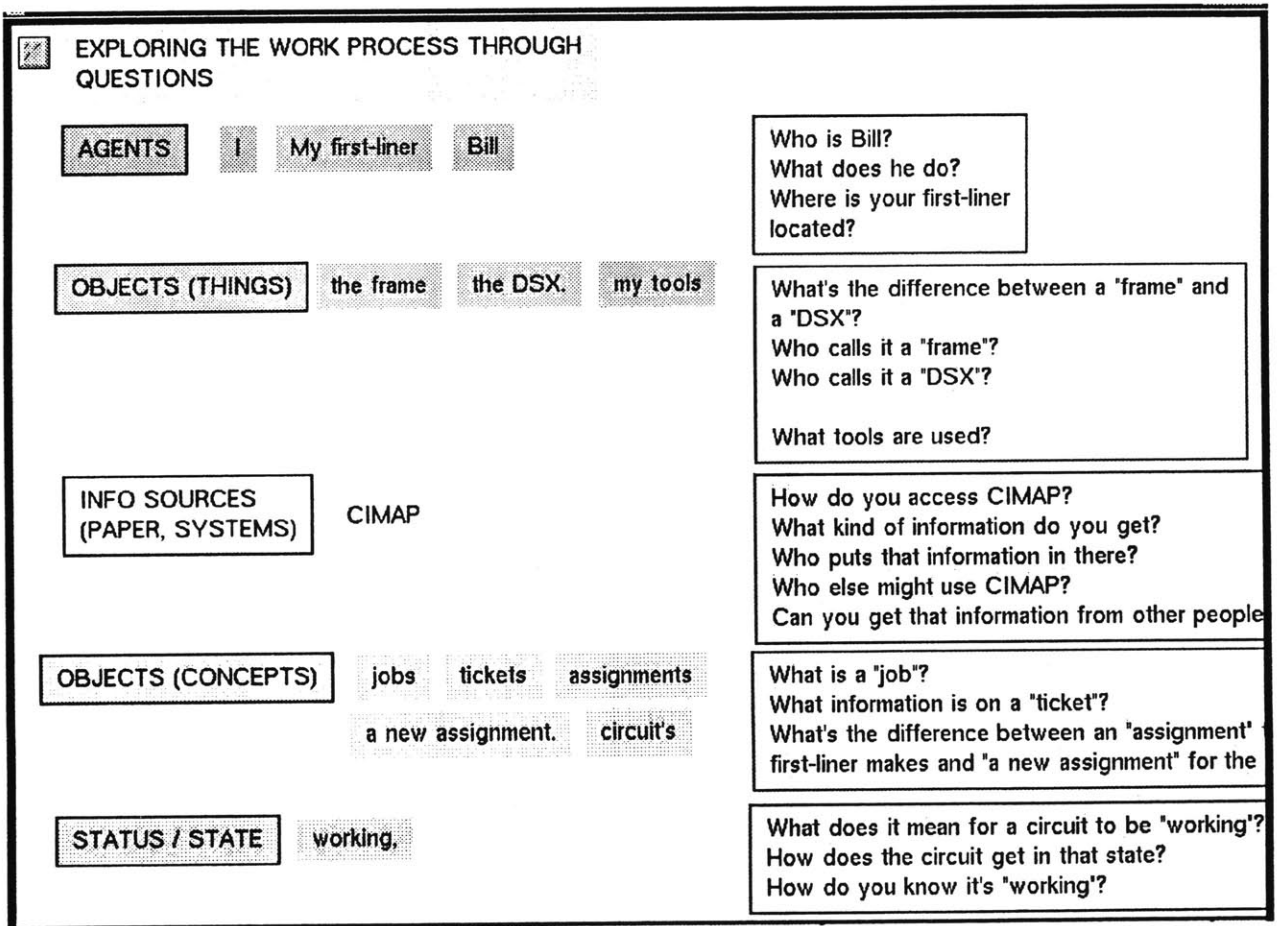 EXPLORING THE WORK PROCESS THROUGH
QUESTIONS
AGENTS I My first-liner Bill
Who is Bill?
What does he do?
Where is your first-liner
located?
OBJECTS (THINGS) the frame the DSX. my tools
What's the difference between a "frame" and
a "DSX"?
Who calls it a "frame"?
Who calls it a "DSX"?
What tools are used?
INFO SOURCES
(PAPER, SYSTEMS)
CIMAP
How do you access CIMAP?
What kind of information do you get?
Who puts that information in there?
Who else might use CIMAP?
Can you get that information from other people
OBJECTS (CONCEPTS) jobs tickets assignments
a new assignment. circuit's
What is a "job"?
What information is on a "ticket"?
What's the difference between an "assignment"
first-liner makes and "a new assignment" for the
STATUS / STATE working,
What does it mean for a circuit to be "working"?
How does the circuit get in that state?
How do you know it's "working"?